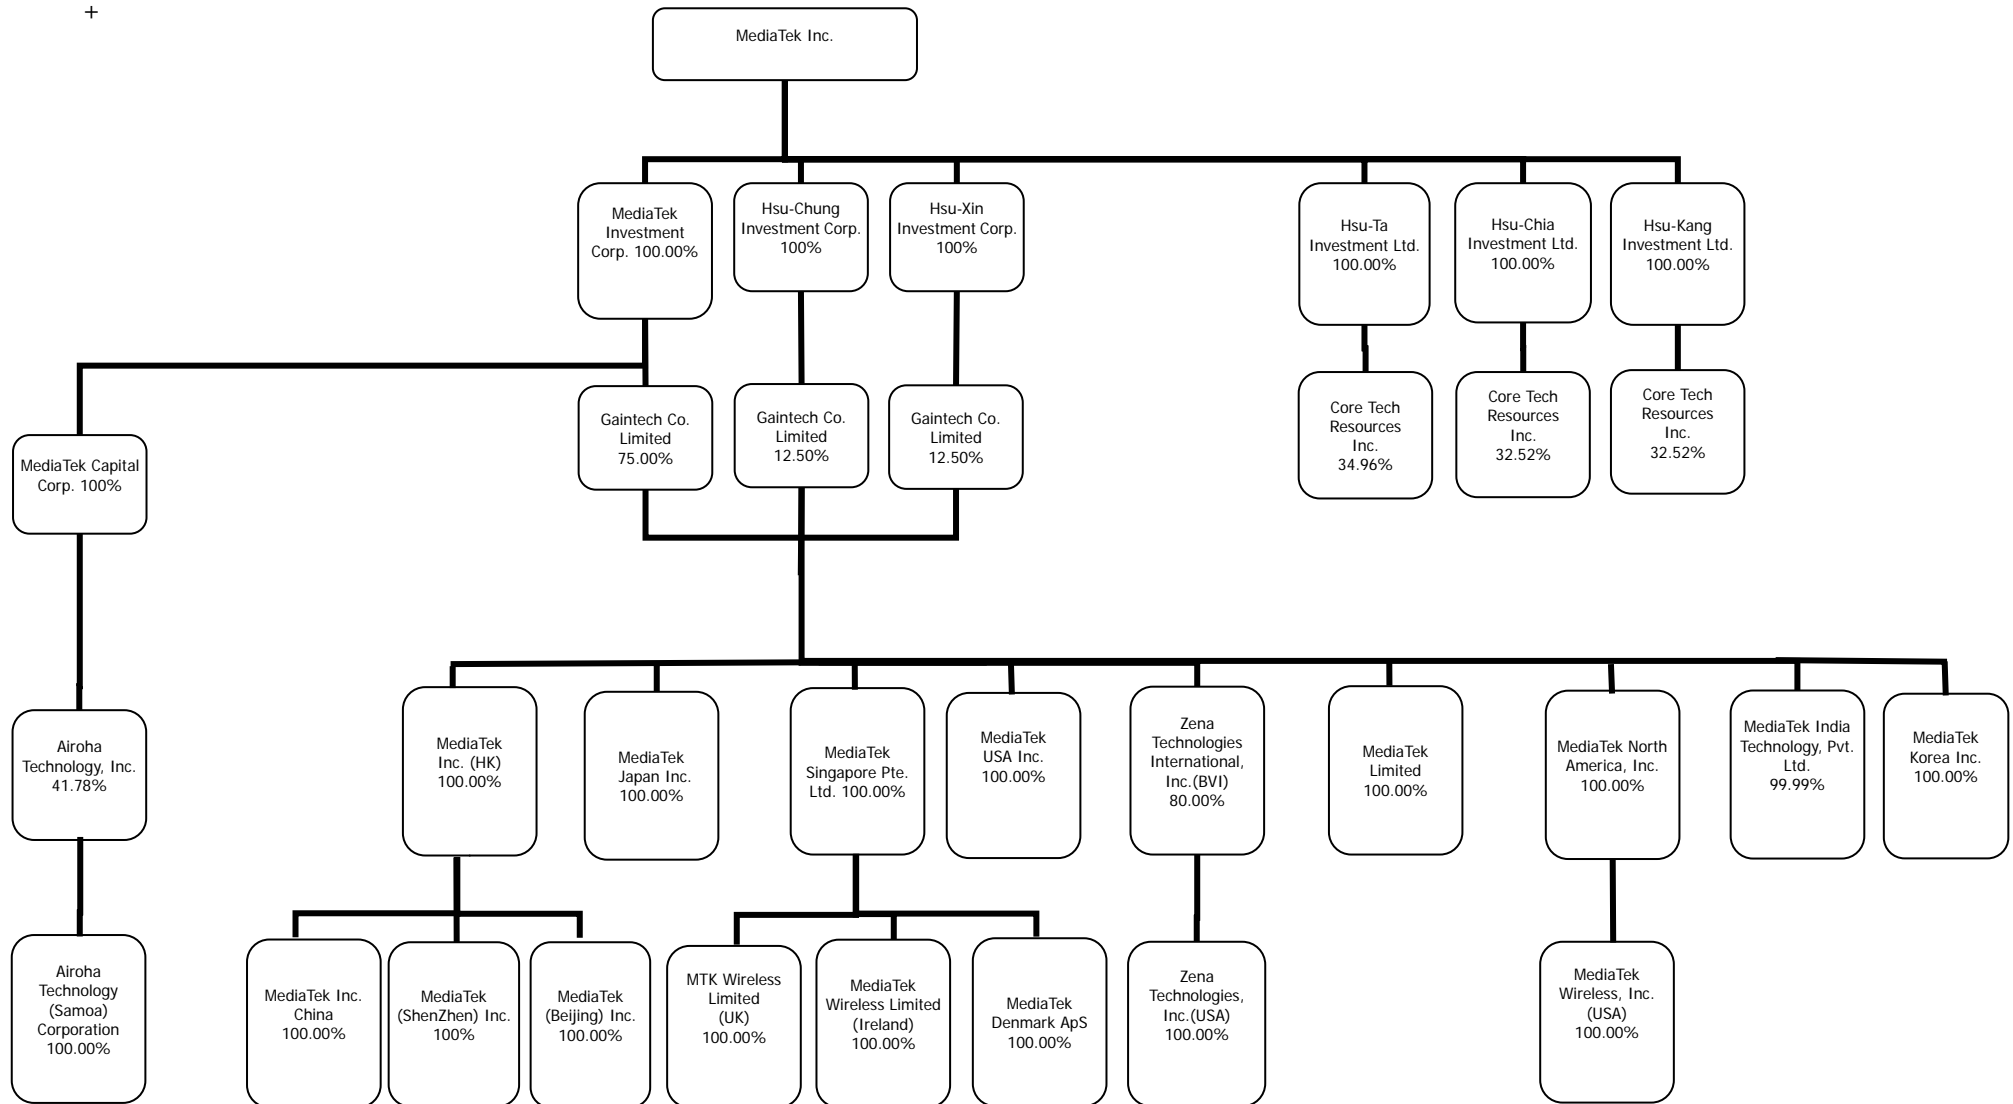 +
MediaTek Inc.
MediaTek
Investment
Corp. 100.00%
Hsu-Chung
Investment Corp.
100%
Hsu-Xin
Investment Corp.
100%
Hsu-Ta
Investment Ltd.
100.00%
Hsu-Chia
Investment Ltd.
100.00%
Hsu-Kang
Investment Ltd.
100.00%
MediaTek Capital
Corp. 100%
Gaintech Co.
Limited
75.00%
Gaintech Co.
Limited
12.50%
Gaintech Co.
Limited
12.50%
Core Tech
Resources
Inc.
34.96%
Core Tech
Resources
Inc.
32.52%
Core Tech
Resources
Inc.
32.52%
Airoha
Technology, Inc.
41.78%
MediaTek
Inc. (HK)
100.00%
MediaTek
Japan Inc.
100.00%
MediaTek
Singapore Pte.
Ltd. 100.00%
MediaTek
USA Inc.
100.00%
Zena
Technologies
International,
Inc.(BVI)
80.00%
MediaTek
Limited
100.00%
MediaTek North
America, Inc.
100.00%
MediaTek India
Technology, Pvt.
Ltd.
99.99%
MediaTek
Korea Inc.
100.00%
Airoha
Technology
(Samoa)
Corporation
100.00%
MediaTek Inc.
China
100.00%
MediaTek
(ShenZhen) Inc.
100%
MediaTek
(Beijing) Inc.
100.00%
MTK Wireless
Limited
(UK)
100.00%
MediaTek
Wireless Limited
(Ireland)
100.00%
MediaTek
Denmark ApS
100.00%
Zena
Technologies,
Inc.(USA)
100.00%
MediaTek
Wireless, Inc.
(USA)
100.00%